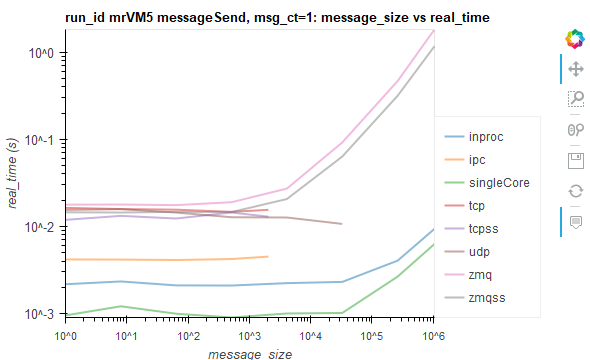 run_id mrVM5 messageSend, msg_ct=1: message_size vs real_time
real_time (s)
10^0
10^-1
10^-2
10^-3
10^0
10^1
10^2
10^3
10^4
10^5
10^6
message_size
inproc
ipc
singleCore
tcp
tcpss
udp
zmq
zmqss